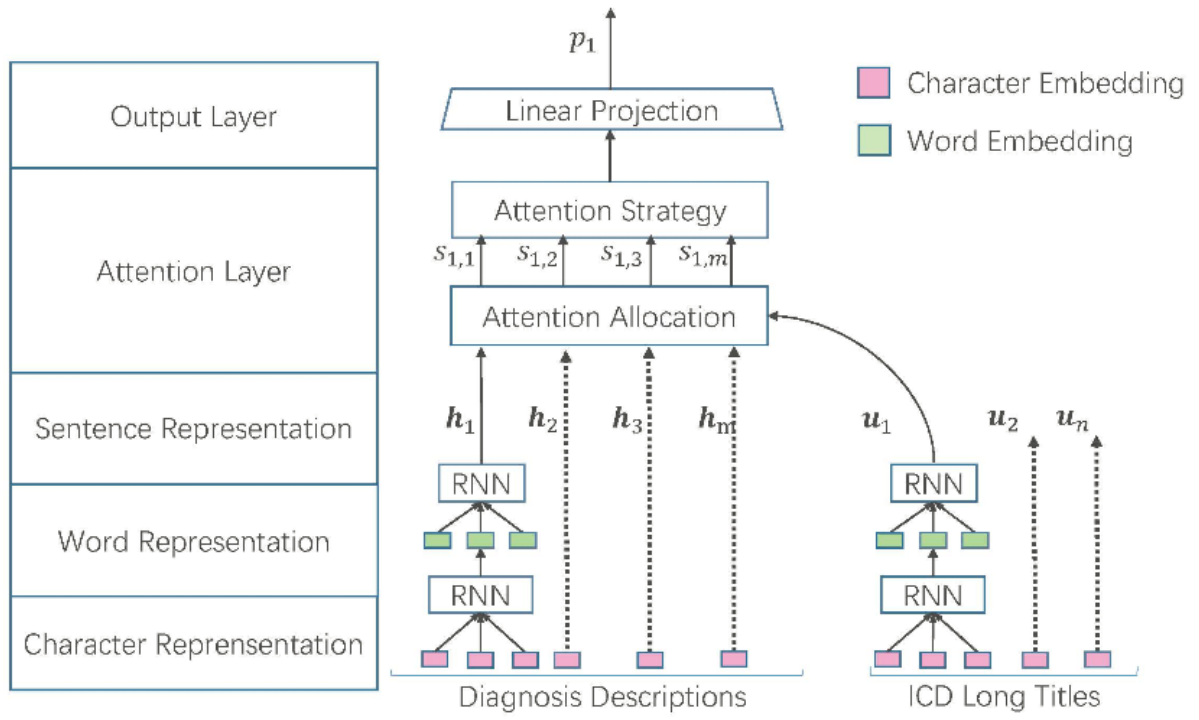 p₁
Output Layer
Linear Projection
Character Embedding
Word Embedding
Attention Layer
Attention Strategy
s₁,₁ s₁,₂ s₁,₃ s₁,ₘ
Attention Allocation
Sentence Representation
h₁ h₂ h₃ hₘ u₁ u₂ uₙ
RNN RNN
Word Representation
RNN RNN
Character Reprensentation
Diagnosis Descriptions ICD Long Titles